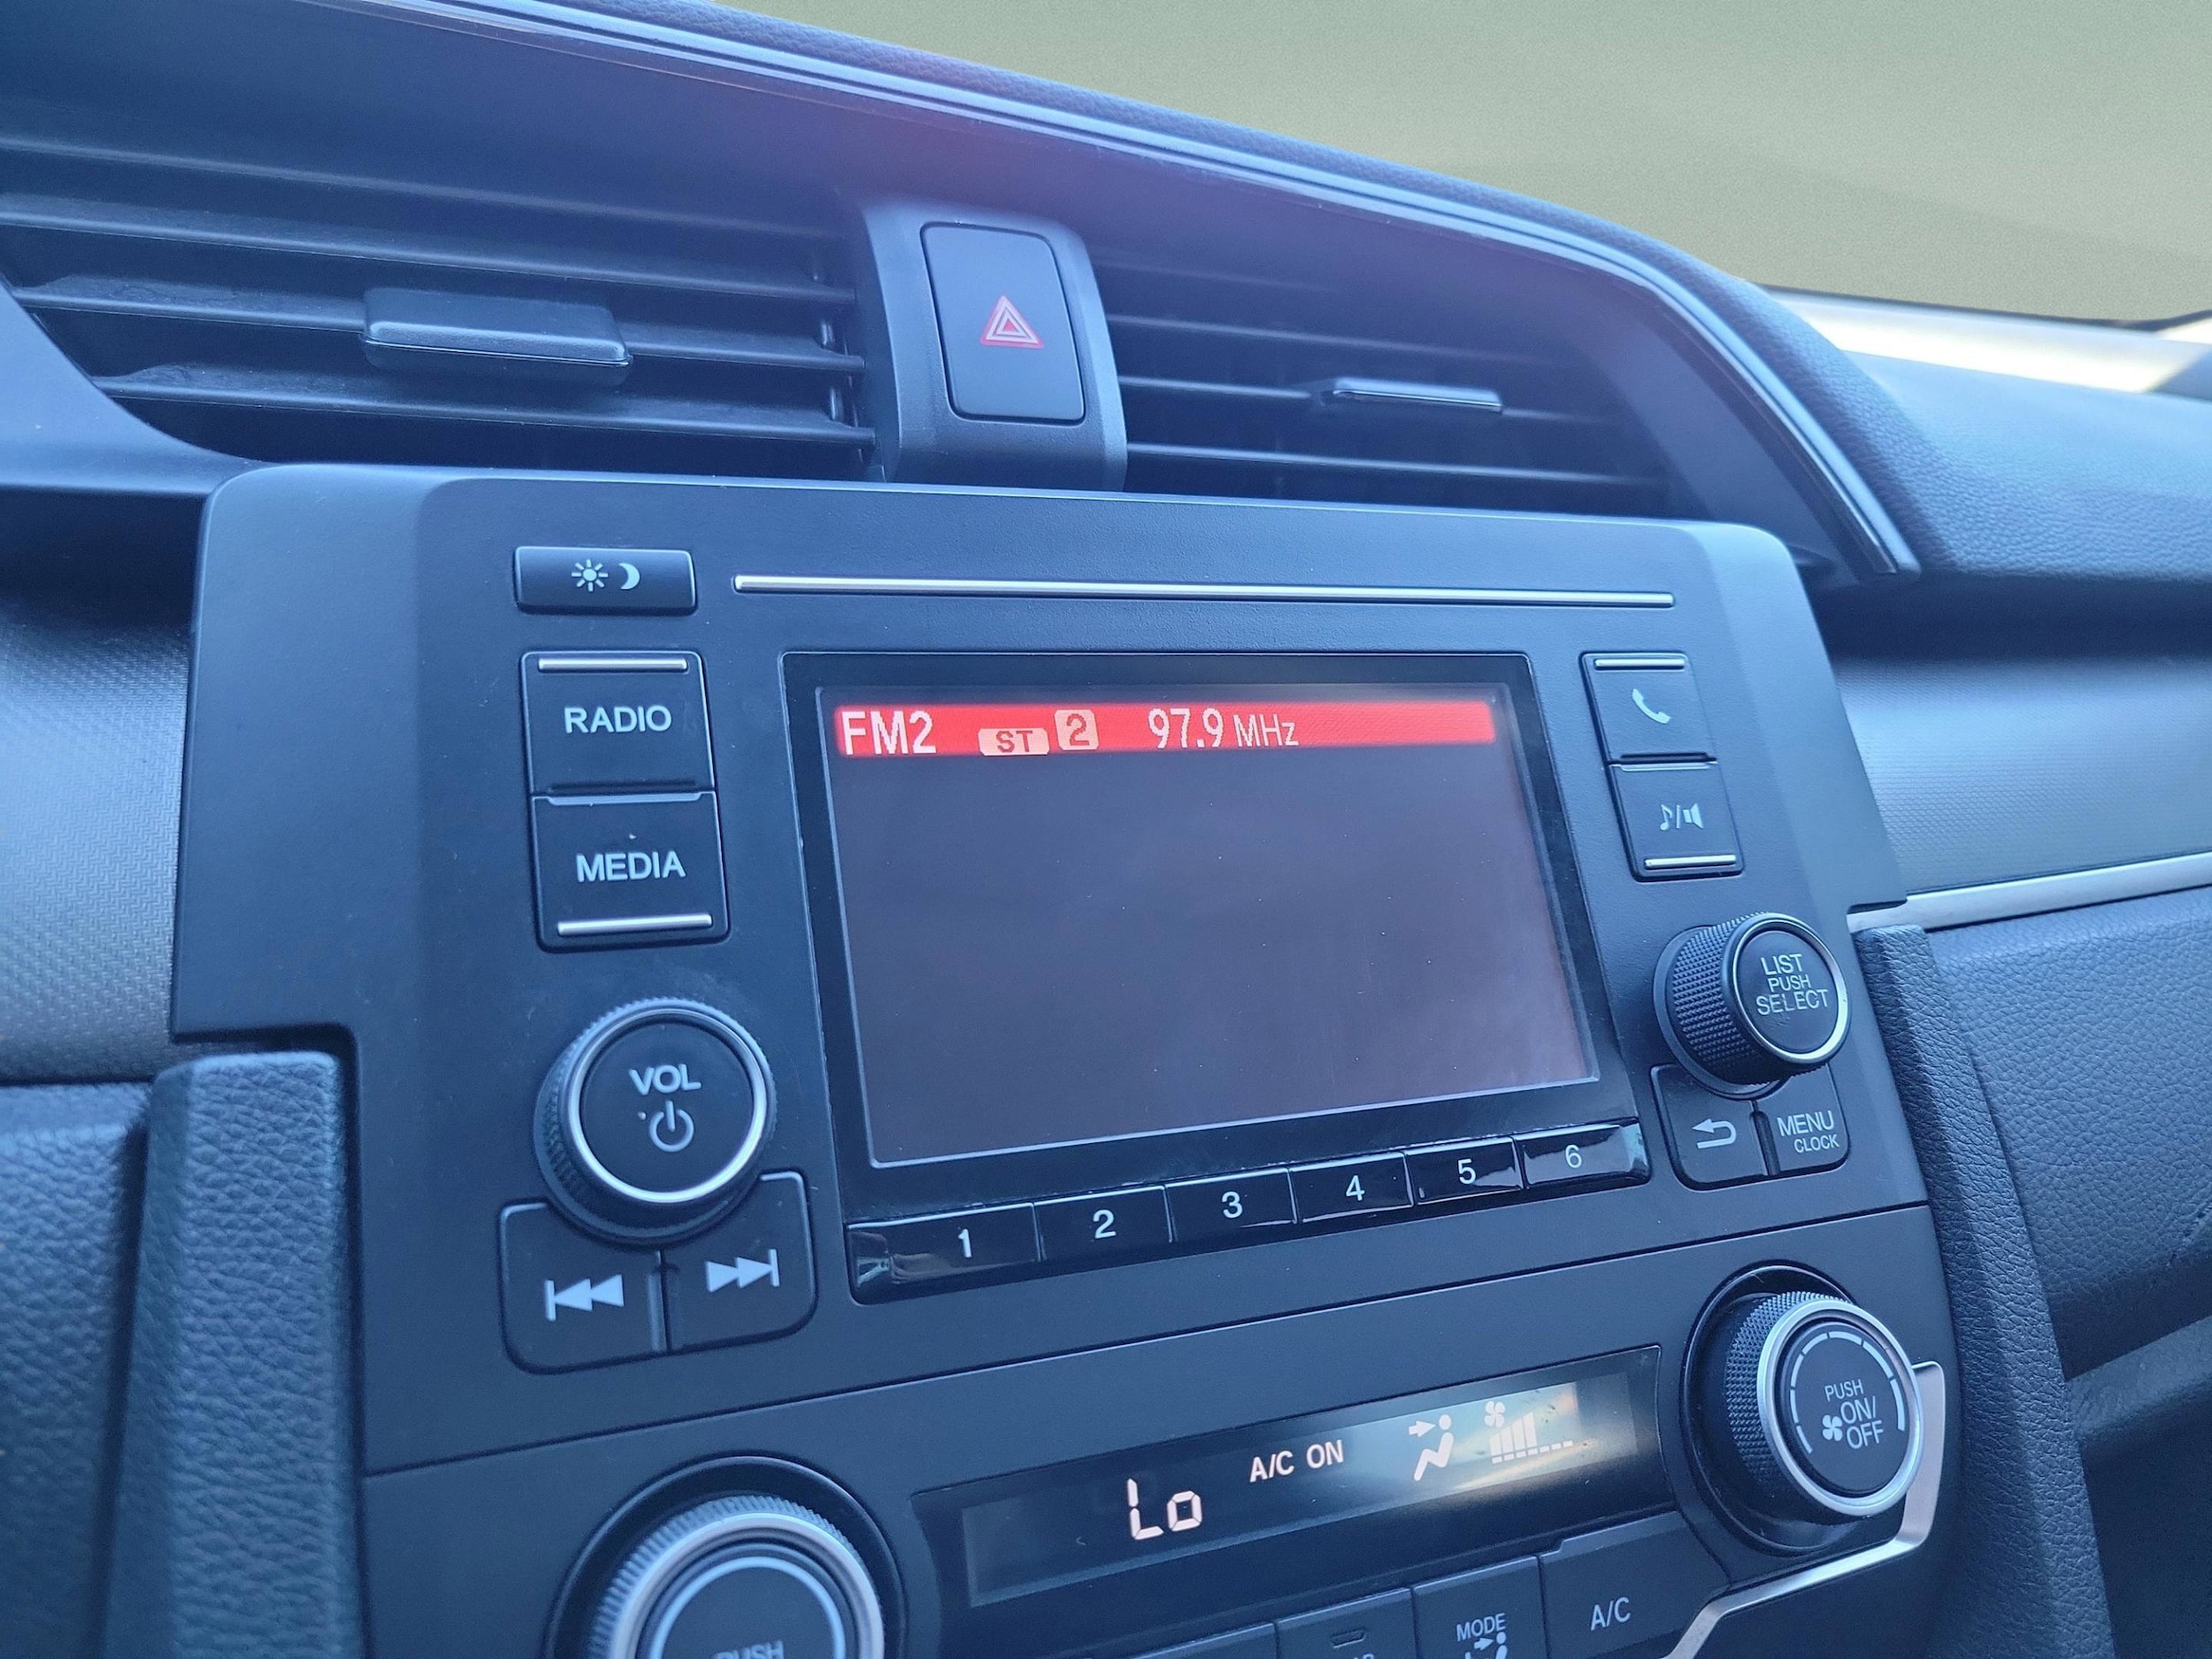 RADIO
MEDIA
FM2 ST 2 97.9 MHz
LIST
PUSH
SELECT
VOL
MENU
CLOCK
1 2 3 4 5 6
PUSH
ON/
OFF
Lo A/C ON
PUSH
MODE
A/C